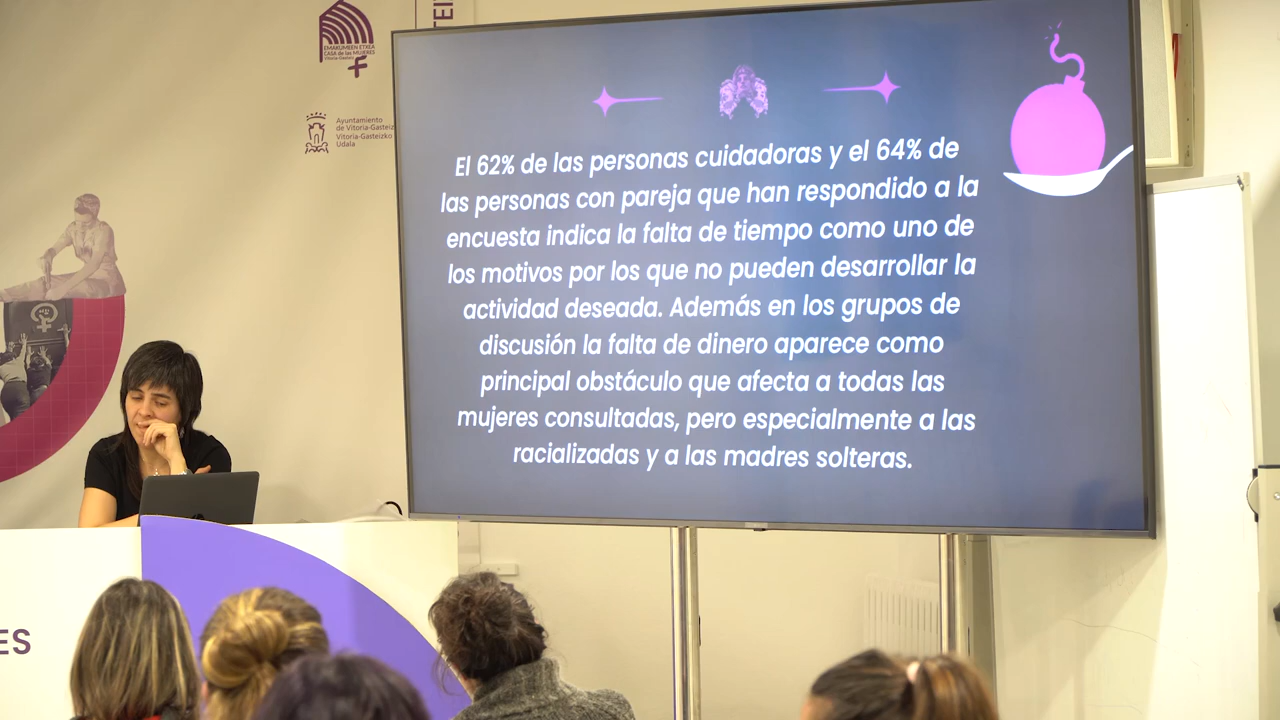 EMAKUMEEN ETXEA
CASA de las MUJERES
Vitoria-Gasteiz
Ayuntamiento
de Vitoria-Gasteiz
Vitoria-Gasteizko
Udala
El 62% de las personas cuidadoras y el 64% de
las personas con pareja que han respondido a la
encuesta indica la falta de tiempo como uno de
los motivos por los que no pueden desarrollar la
actividad deseada. Además en los grupos de
discusión la falta de dinero aparece como
principal obstáculo que afecta a todas las
mujeres consultadas, pero especialmente a las
racializadas y a las madres solteras.
ES